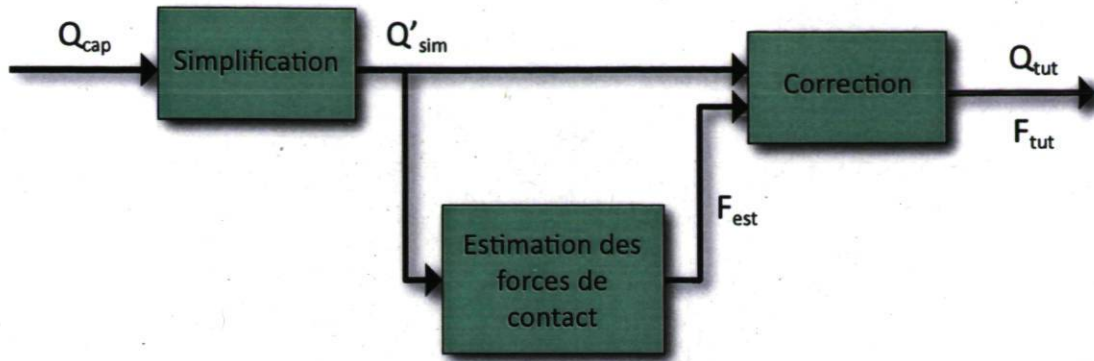 Q_cap
Simplification
Q'_sim
Correction
Q_tut
F_tut
F_est
Estimation des
forces de
contact